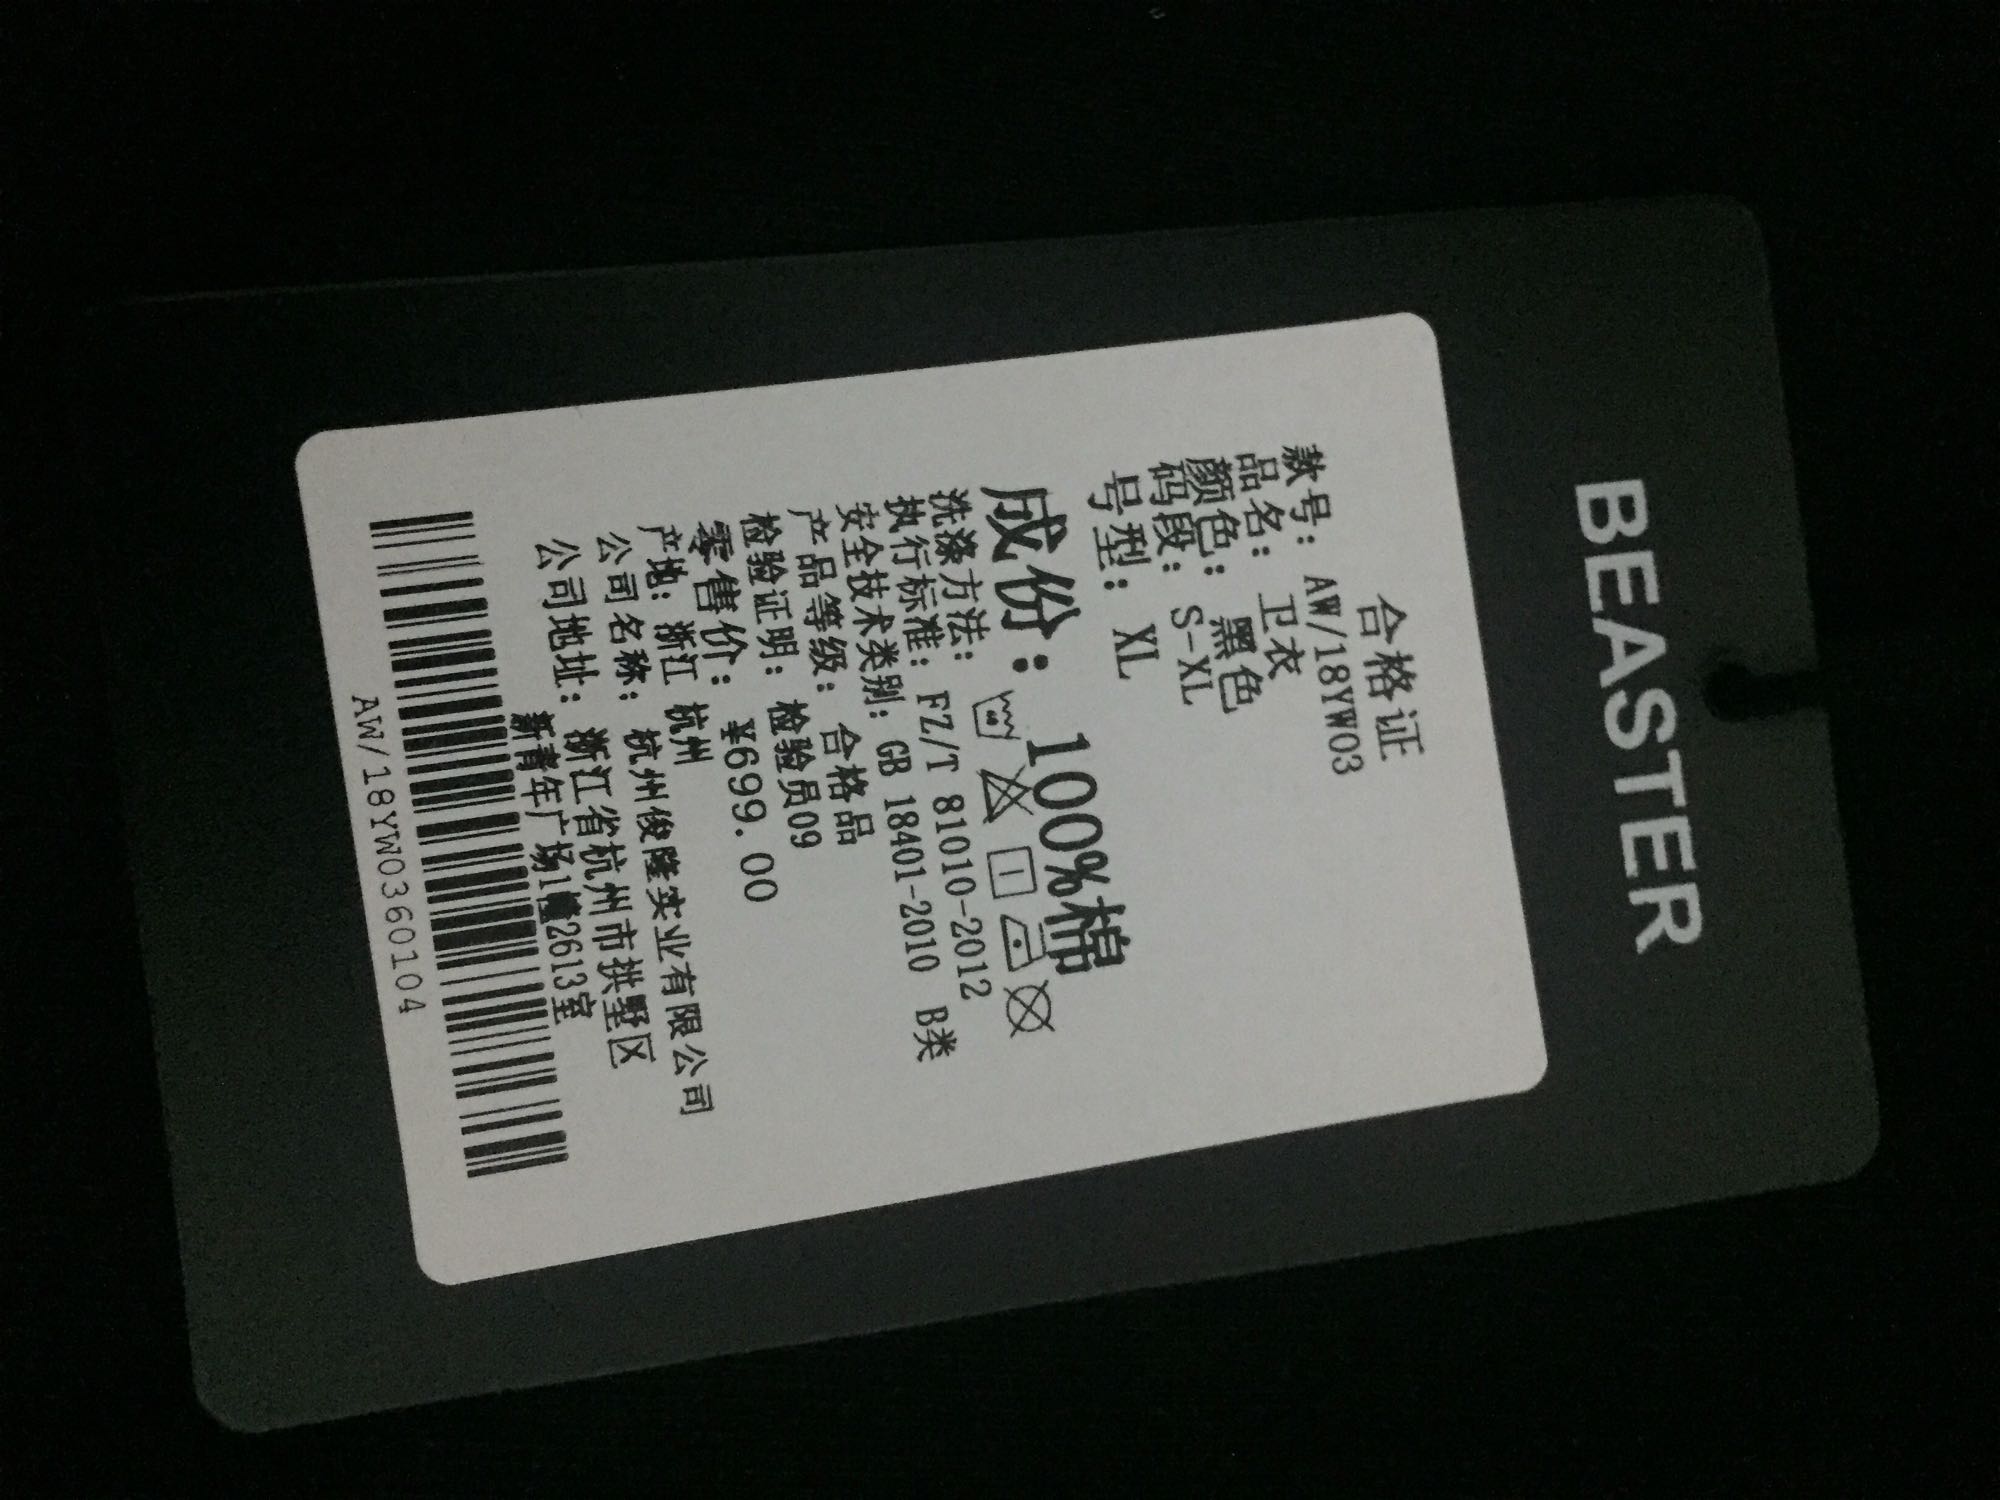 BEASTER
合格证
款号: AW/18YW03
品名: 卫衣
颜色: 黑色
码段: S-XL
号型: XL
成份: 100%棉
洗涤方法:
执行标准: FZ/T 81010-2012
安全技术类别: GB 18401-2010 B类
产品等级: 合格品
检验证明: 检验员09
零售价: ¥699.00
产地: 浙江 杭州
公司名称: 杭州俊隆实业有限公司
公司地址: 浙江省杭州市拱墅区
新青年广场1幢2613室
AW/18YW0360104